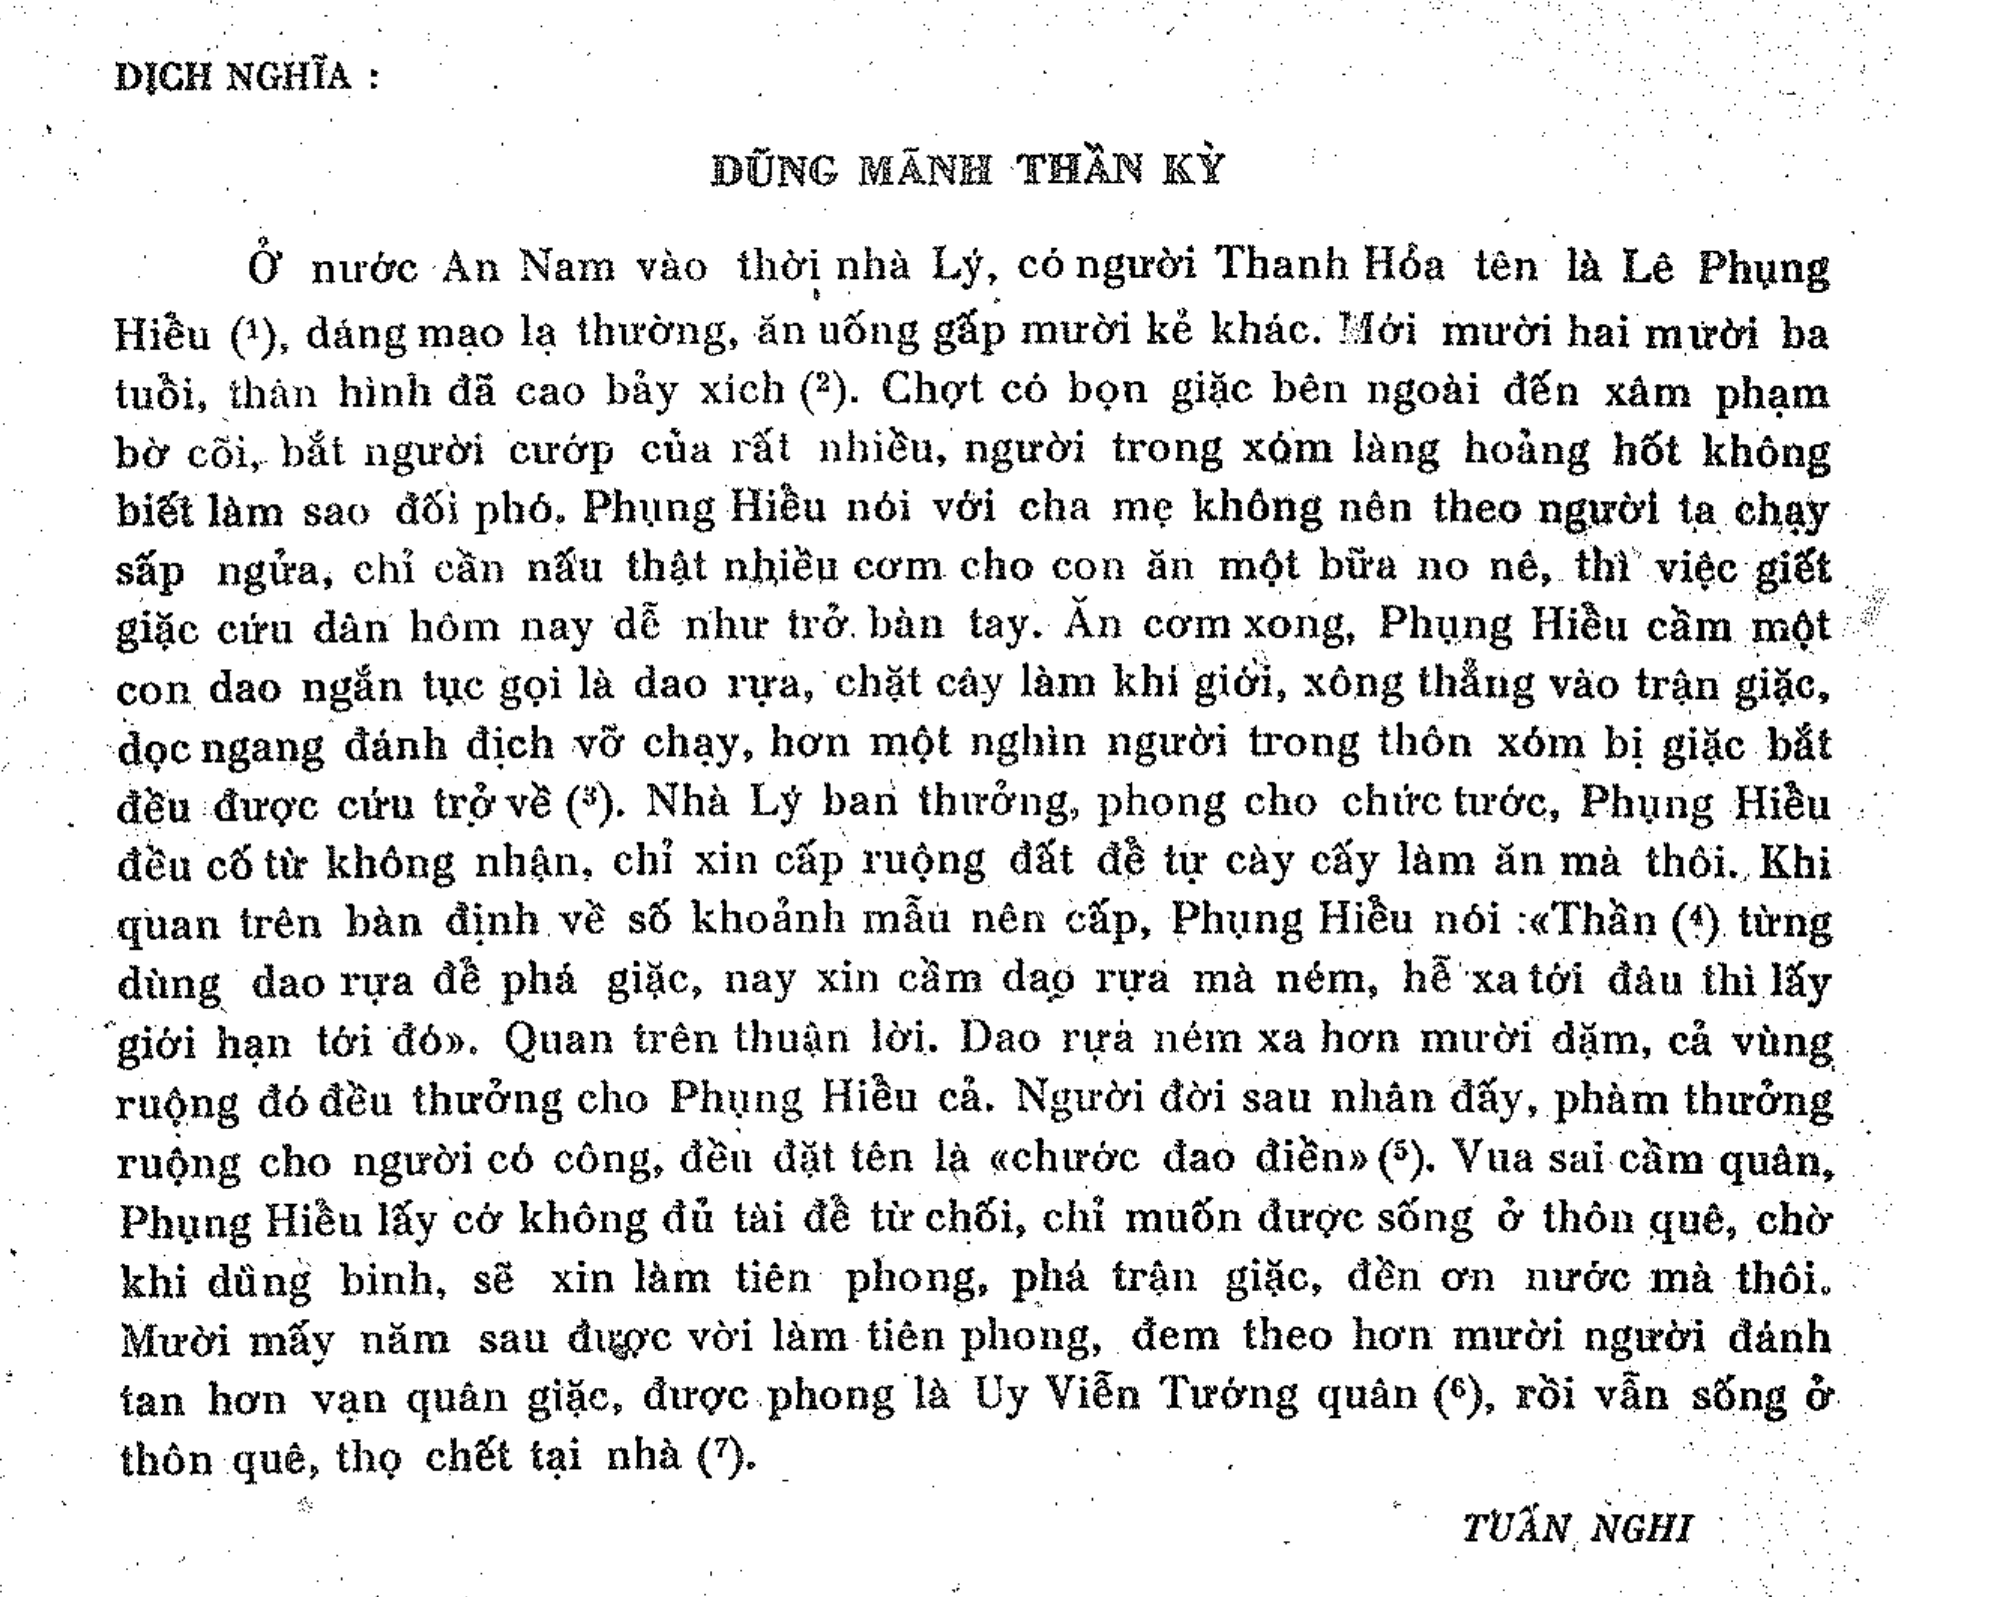 DỊCH NGHĨA :
DŨNG MÃNH THẦN KỲ
Ở nước An Nam vào thời nhà Lý, có người Thanh Hóa tên là Lê Phụng
Hiểu (1), dáng mạo lạ thường, ăn uống gấp mười kẻ khác. Mới mười hai mười ba
tuổi, thân hình đã cao bảy xích (2). Chợt có bọn giặc bên ngoài đến xâm phạm
bờ cõi, bắt người cướp của rất nhiều, người trong xóm làng hoảng hốt không
biết làm sao đối phó. Phụng Hiểu nói với cha mẹ không nên theo người ta chạy
sấp ngửa, chỉ cần nấu thật nhiều cơm cho con ăn một bữa no nê, thì việc giết
giặc cứu dân hôm nay dễ như trở bàn tay. Ăn cơm xong, Phụng Hiểu cầm một
con dao ngắn tục gọi là dao rựa, chặt cây làm khí giới, xông thẳng vào trận giặc,
dọc ngang đánh địch vỡ chạy, hơn một nghìn người trong thôn xóm bị giặc bắt
đều được cứu trở về (3). Nhà Lý ban thưởng, phong cho chức tước, Phụng Hiểu
đều cố từ không nhận, chỉ xin cấp ruộng đất để tự cày cấy làm ăn mà thôi. Khi
quan trên bàn định về số khoảnh mẫu nên cấp, Phụng Hiểu nói :«Thần (4) từng
dùng dao rựa để phá giặc, nay xin cầm dao rựa mà ném, hễ xa tới đâu thì lấy
giới hạn tới đó». Quan trên thuận lời. Dao rựa ném xa hơn mười dặm, cả vùng
ruộng đó đều thưởng cho Phụng Hiểu cả. Người đời sau nhân đấy, phàm thưởng
ruộng cho người có công, đều đặt tên là «chước đao điền» (5). Vua sai cầm quân,
Phụng Hiểu lấy cớ không đủ tài để từ chối, chỉ muốn được sống ở thôn quê, chờ
khi dùng binh, sẽ xin làm tiên phong, phá trận giặc, đền ơn nước mà thôi.
Mười mấy năm sau được vời làm tiên phong, đem theo hơn mười người đánh
tan hơn vạn quân giặc, được phong là Uy Viễn Tướng quân (6), rồi vẫn sống ở
thôn quê, thọ chết tại nhà (7).
TUẤN NGHI